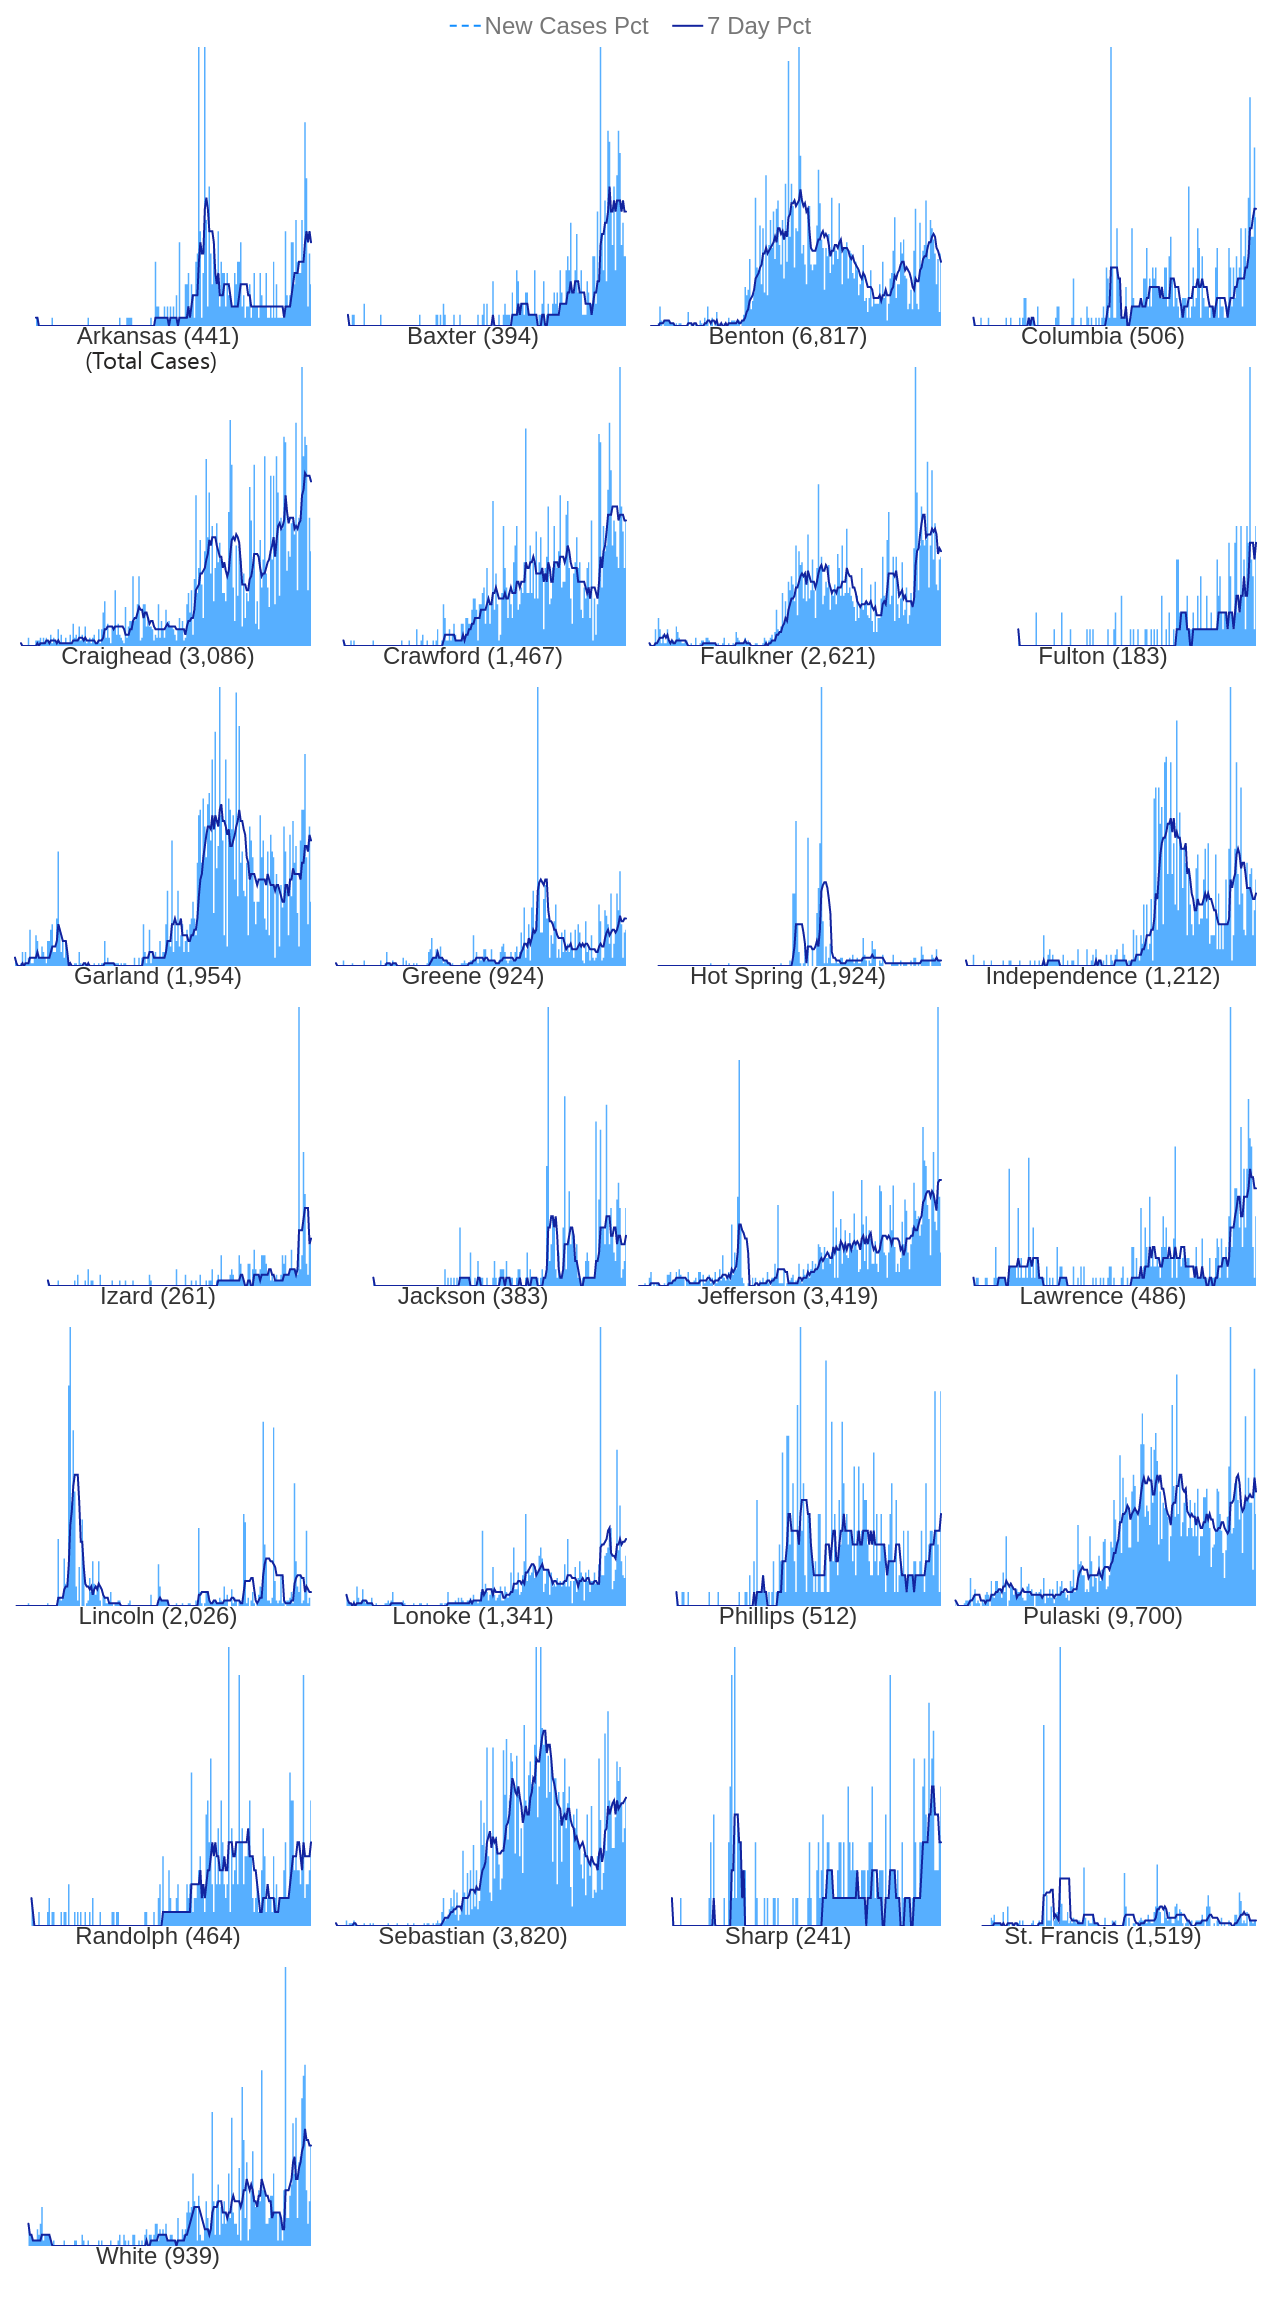 New Cases Pct 7 Day Pct
Arkansas (441) Baxter (394) Benton (6,817) Columbia (506)
(Total Cases)
Craighead (3,086) Crawford (1,467) Faulkner (2,621) Fulton (183)
Garland (1,954) Greene (924) Hot Spring (1,924) Independence (1,212)
Izard (261) Jackson (383) Jefferson (3,419) Lawrence (486)
Lincoln (2,026) Lonoke (1,341) Phillips (512) Pulaski (9,700)
Randolph (464) Sebastian (3,820) Sharp (241) St. Francis (1,519)
White (939)